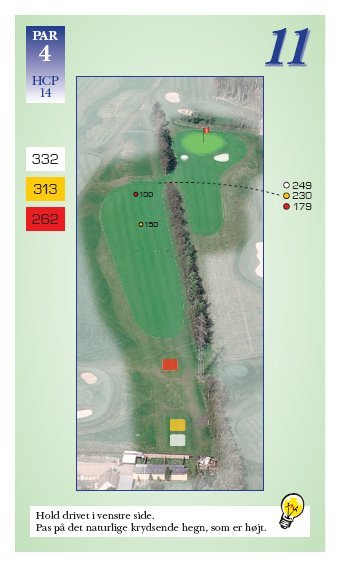 PAR
4
HCP
14
11
332
313
262
100
150
249
230
179
Hold drivet i venstre side.
Pas på det naturlige krydsende hegn, som er højt.